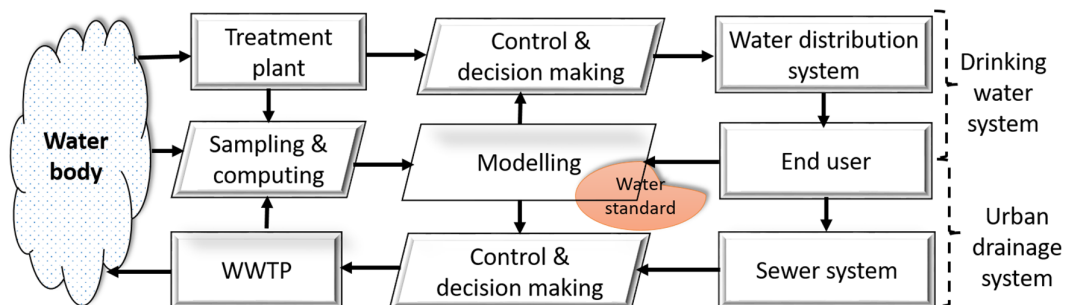 Water
body
Treatment
plant
Control &
decision making
Water distribution
system
Drinking
water
system
Sampling &
computing
Modelling
Water
standard
End user
WWTP
Control &
decision making
Sewer system
Urban
drainage
system